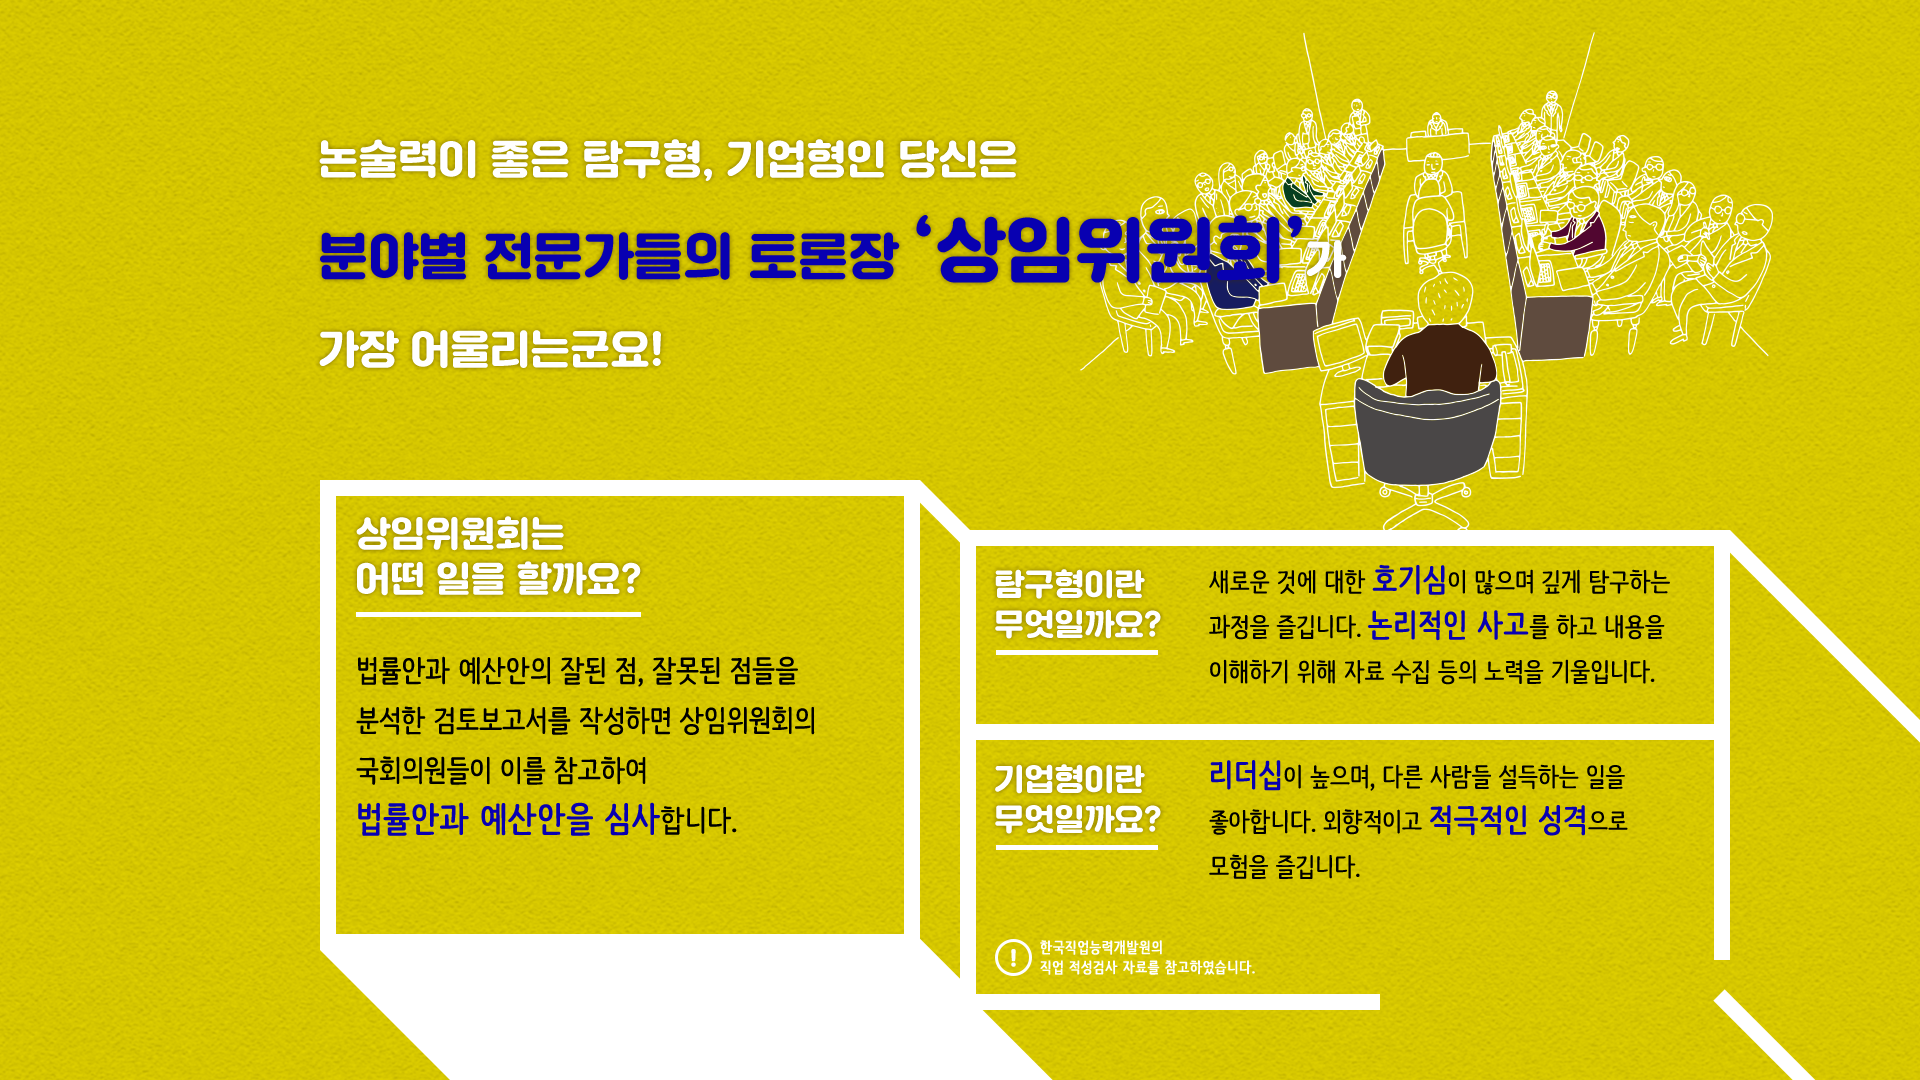 논술력이 좋은 탐구형, 기업형인 당신은
분야별 전문가들의 토론장 ‘상임위원회’가
가장 어울리는군요!
상임위원회는
어떤 일을 할까요?
법률안과 예산안의 잘된 점, 잘못된 점들을
분석한 검토보고서를 작성하면 상임위원회의
국회의원들이 이를 참고하여
법률안과 예산안을 심사합니다.
탐구형이란
무엇일까요?
새로운 것에 대한 호기심이 많으며 깊게 탐구하는
과정을 즐깁니다. 논리적인 사고를 하고 내용을
이해하기 위해 자료 수집 등의 노력을 기울입니다.
기업형이란
무엇일까요?
리더십이 높으며, 다른 사람들 설득하는 일을
좋아합니다. 외향적이고 적극적인 성격으로
모험을 즐깁니다.
한국직업능력개발원의
직업 적성검사 자료를 참고하였습니다.